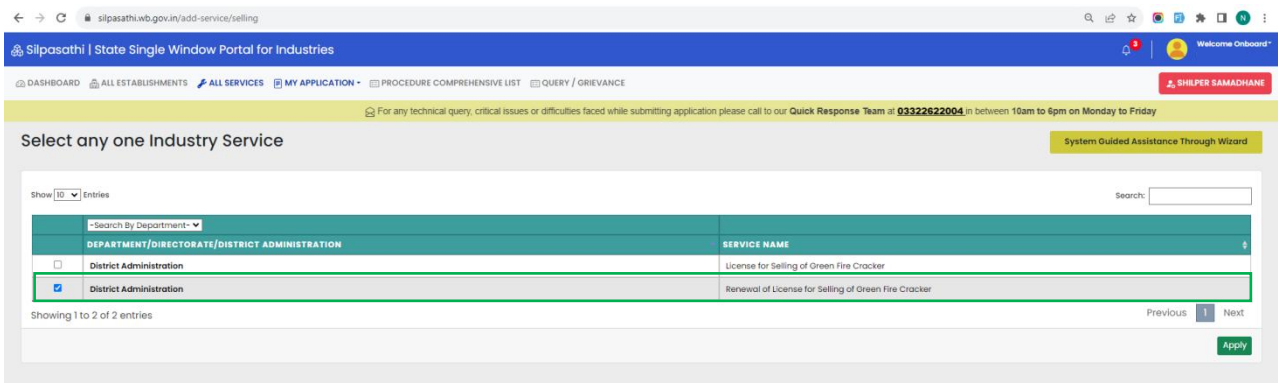 silpasathi.wb.gov.in/add-service/selling
N
Silpasathi | State Single Window Portal for Industries
3
Welcome Onboard
DASHBOARD ALL ESTABLISHMENTS ALL SERVICES MY APPLICATION PROCEDURE COMPREHENSIVE LIST QUERY / GRIEVANCE SHILPER SAMADHANE
For any technical query, critical issues or difficulties faced while submitting application please call to our Quick Response Team at 03322622004 in between 10am to 6pm on Monday to Friday
Select any one Industry Service
System Guided Assistance Through Wizard
Show 10 Entries Search:
-Search By Department-
DEPARTMENT/DIRECTORATE/DISTRICT ADMINISTRATION SERVICE NAME
District Administration License for Selling of Green Fire Cracker
District Administration Renewal of License for Selling of Green Fire Cracker
Showing 1 to 2 of 2 entries Previous 1 Next
Apply